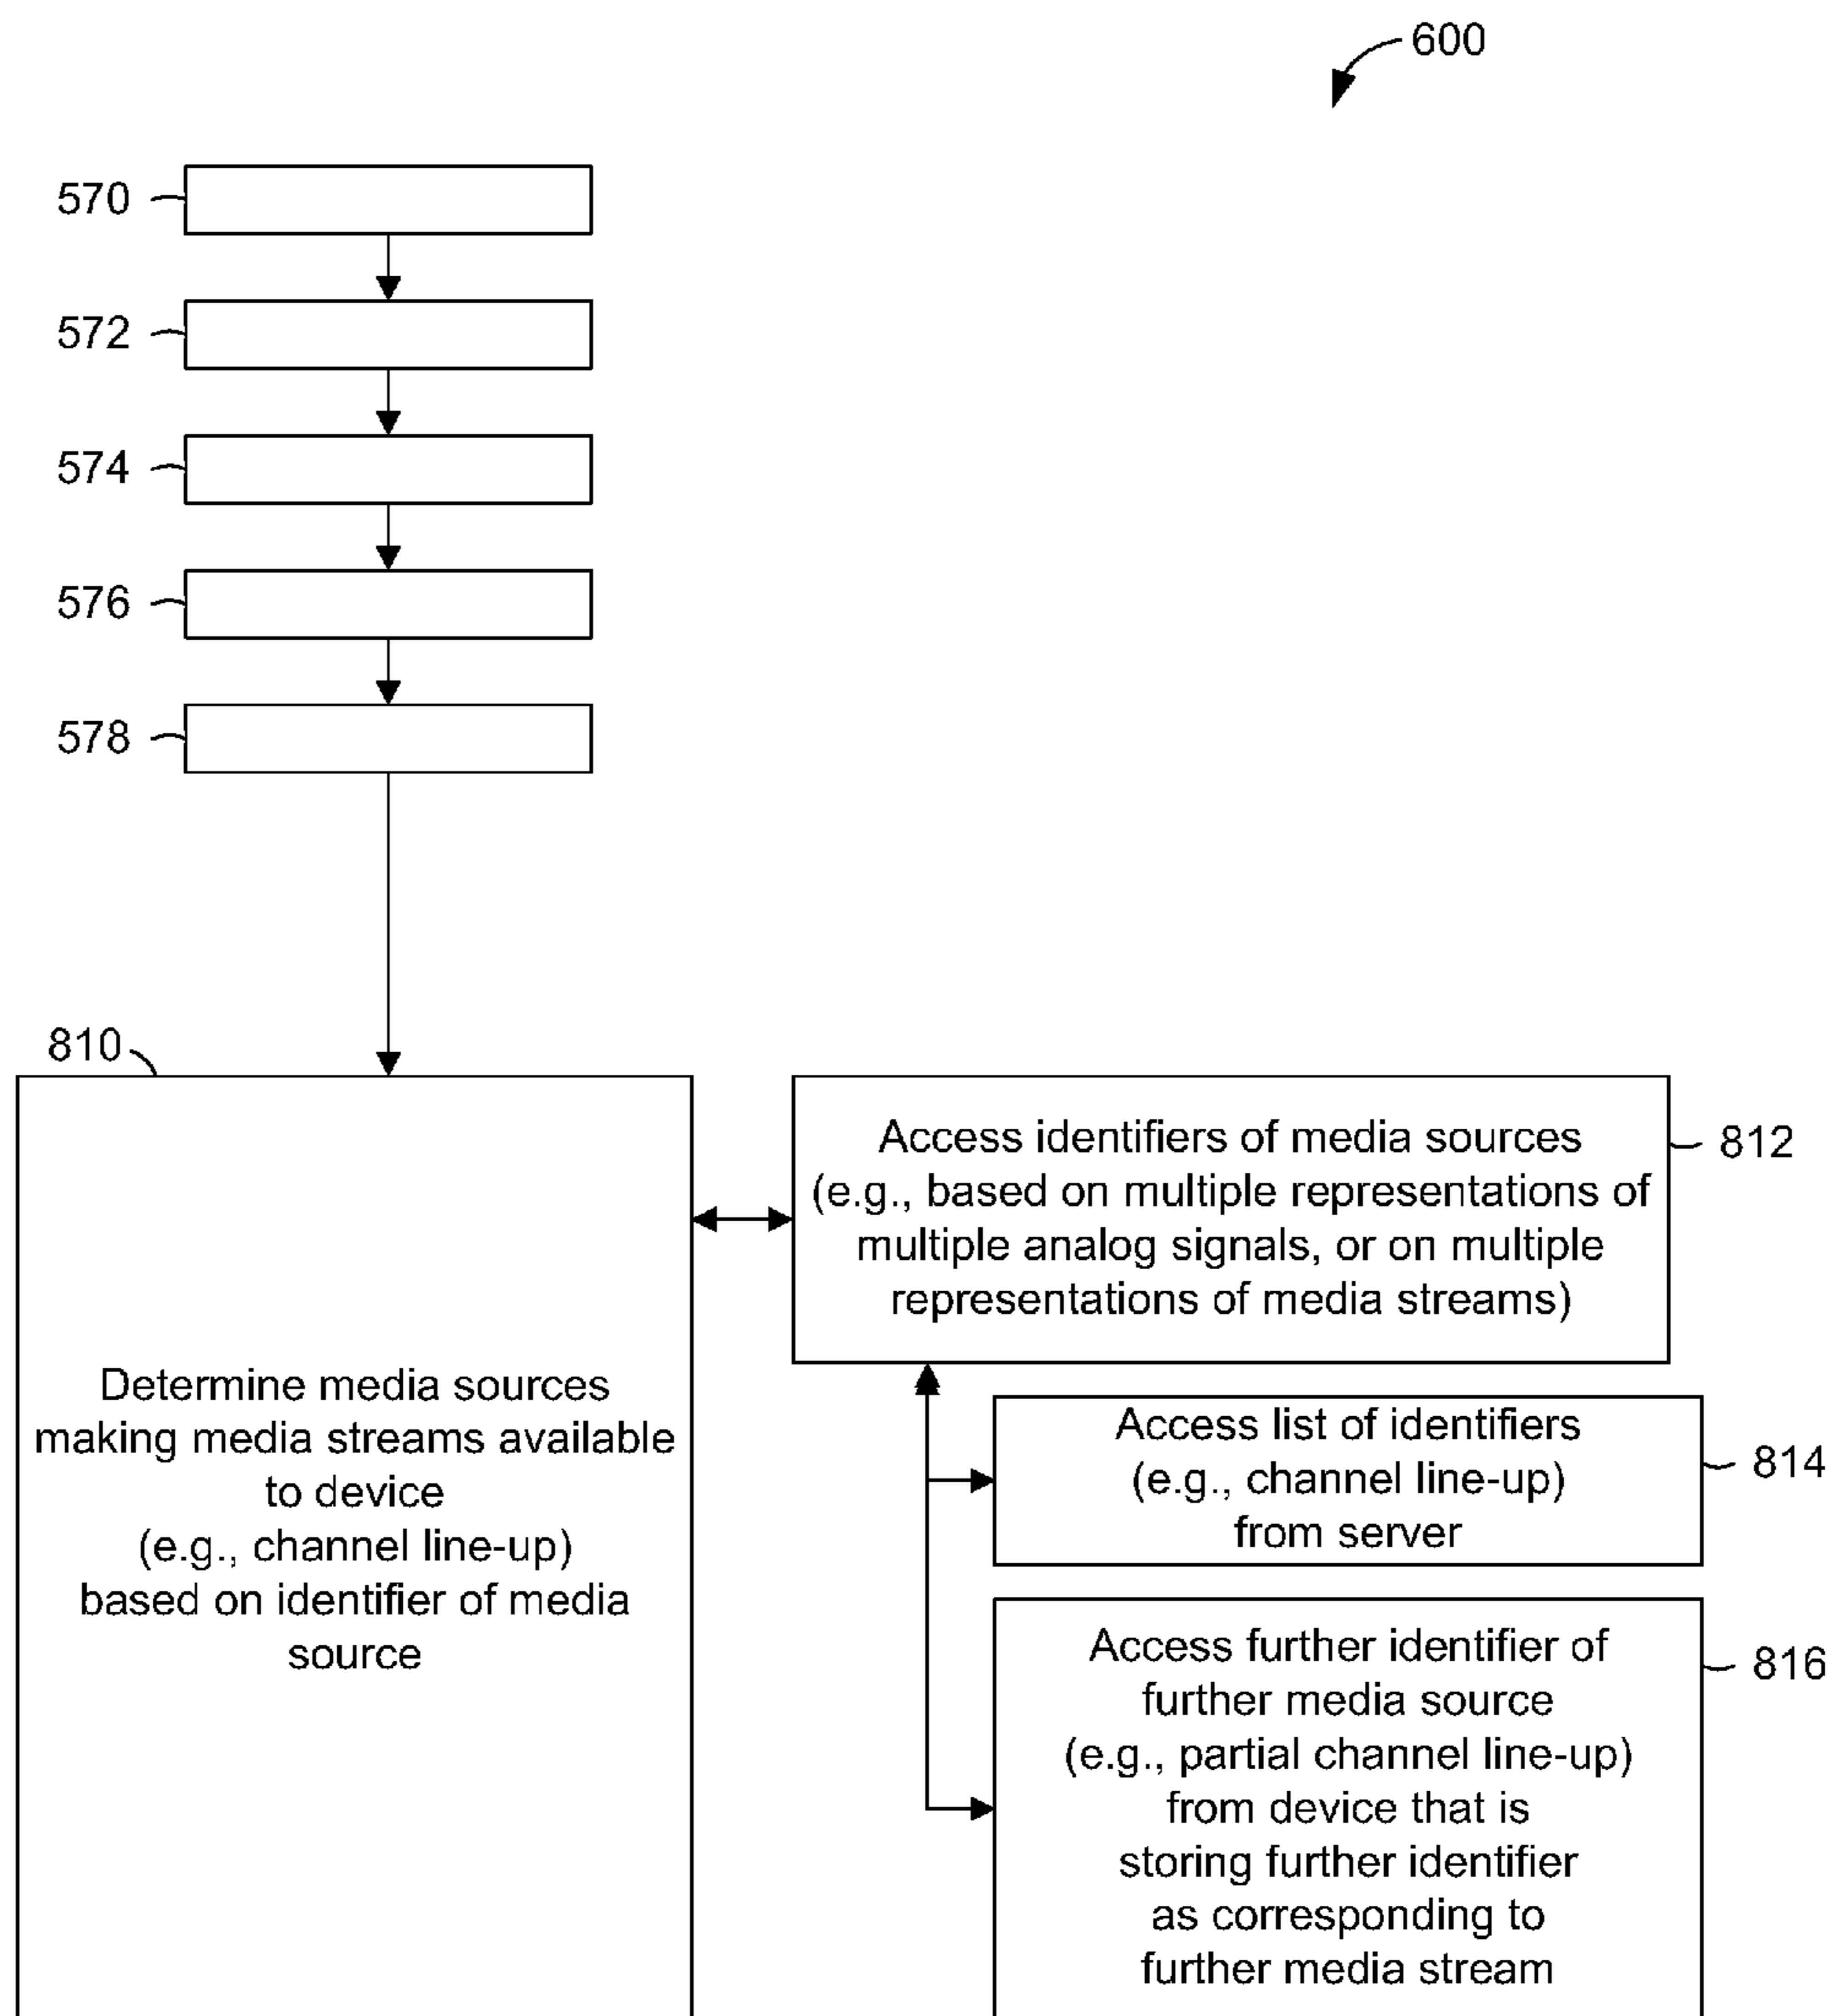 600
570
572
574
576
578
810
Determine media sources
making media streams available
to device
(e.g., channel line-up)
based on identifier of media
source
Access identifiers of media sources
(e.g., based on multiple representations of
multiple analog signals, or on multiple
representations of media streams)
812
Access list of identifiers
(e.g., channel line-up)
from server
814
Access further identifier of
further media source
(e.g., partial channel line-up)
from device that is
storing further identifier
as corresponding to
further media stream
816